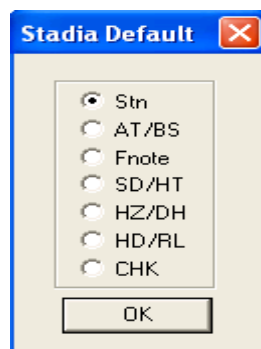 Stadia Default
Stn
AT/BS
Fnote
SD/HT
HZ/DH
HD/RL
CHK
OK